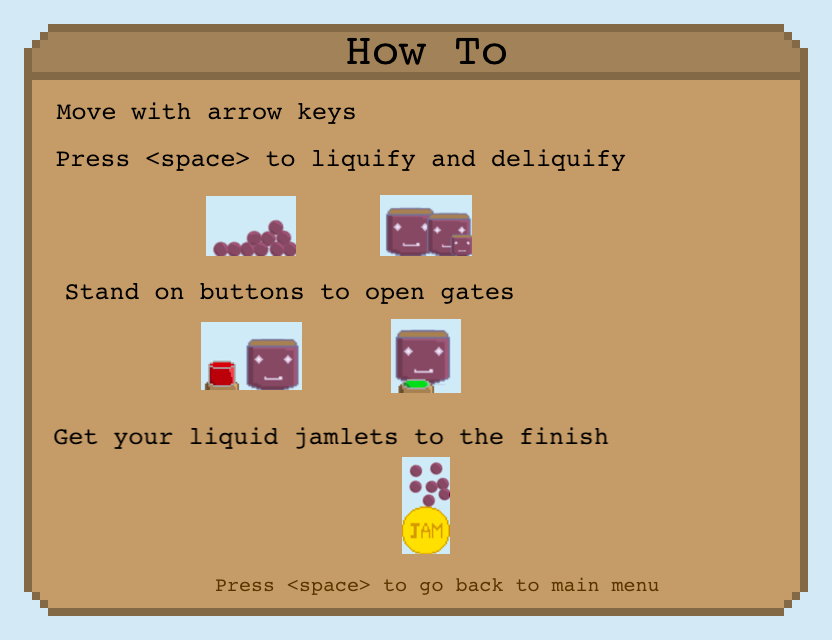 How To
Move with arrow keys
Press <space> to liquify and deliquify
Stand on buttons to open gates
Get your liquid jamlets to the finish
JAM
Press <space> to go back to main menu